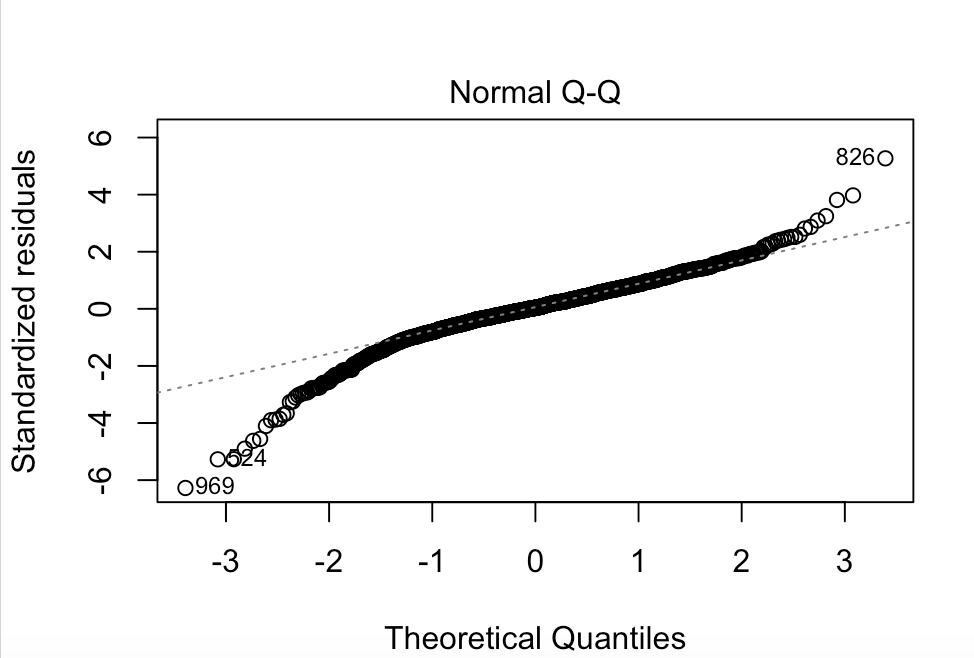 Normal Q-Q
Standardized residuals
6
4
2
0
-2
-4
-6
826
524
969
-3 -2 -1 0 1 2 3
Theoretical Quantiles